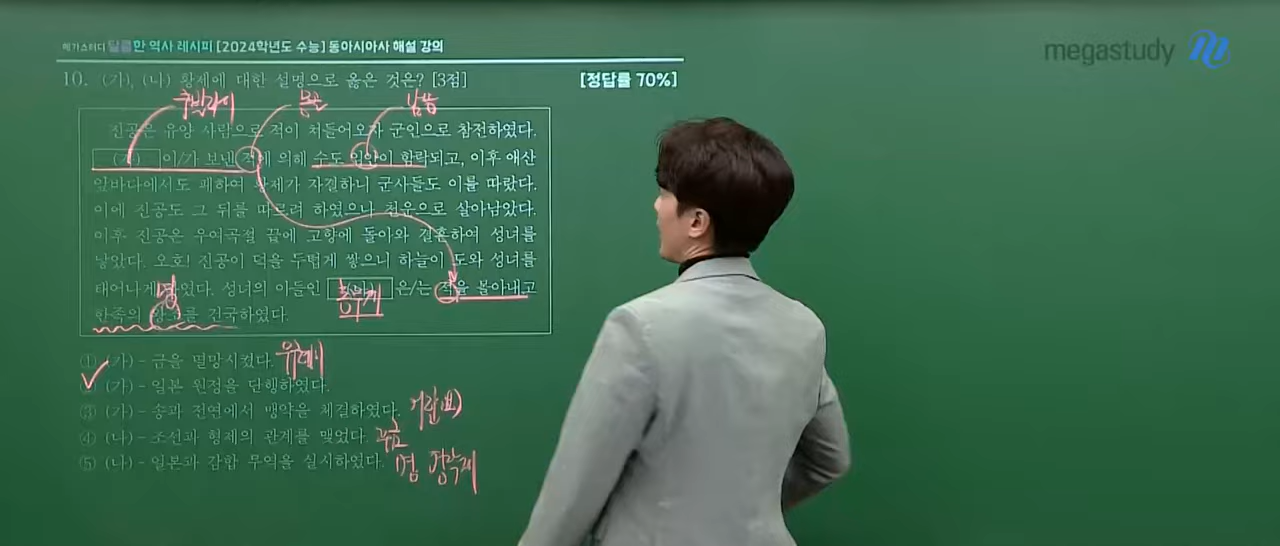 메가스터디 달콤한 역사 레시피 [2024학년도 수능] 동아시아사 해설 강의
megastudy
10. (가), (나) 황제에 대한 설명으로 옳은 것은? [3점]
[정답률 70%]
쿠빌라이 몽골 남송
진공은 유양 사람으로 적이 쳐들어오자 군인으로 참전하였다.
(가) 이/가 보낸 적에 의해 수도 임안이 함락되고, 이후 애산
앞바다에서도 패하여 황제가 자결하니 군사들도 이를 따랐다.
이에 진공도 그 뒤를 따르려 하였으나 천운으로 살아남았다.
이후 진공은 우여곡절 끝에 고향에 돌아와 결혼하여 성녀를
낳았다. 오호! 진공이 덕을 두텁게 쌓으니 하늘이 도와 성녀를
태어나게 하였다. 성녀의 아들인 (나) 은/는 적을 몰아내고
명
홍무제
한족의 왕조를 건국하였다.
① (가) - 금을 멸망시켰다. 우구데이
② (가) - 일본 원정을 단행하였다.
③ (가) - 송과 전연에서 맹약을 체결하였다. 거란(요)
④ (나) - 조선과 형제의 관계를 맺었다. 후금
⑤ (나) - 일본과 감합 무역을 실시하였다. 명 영락제